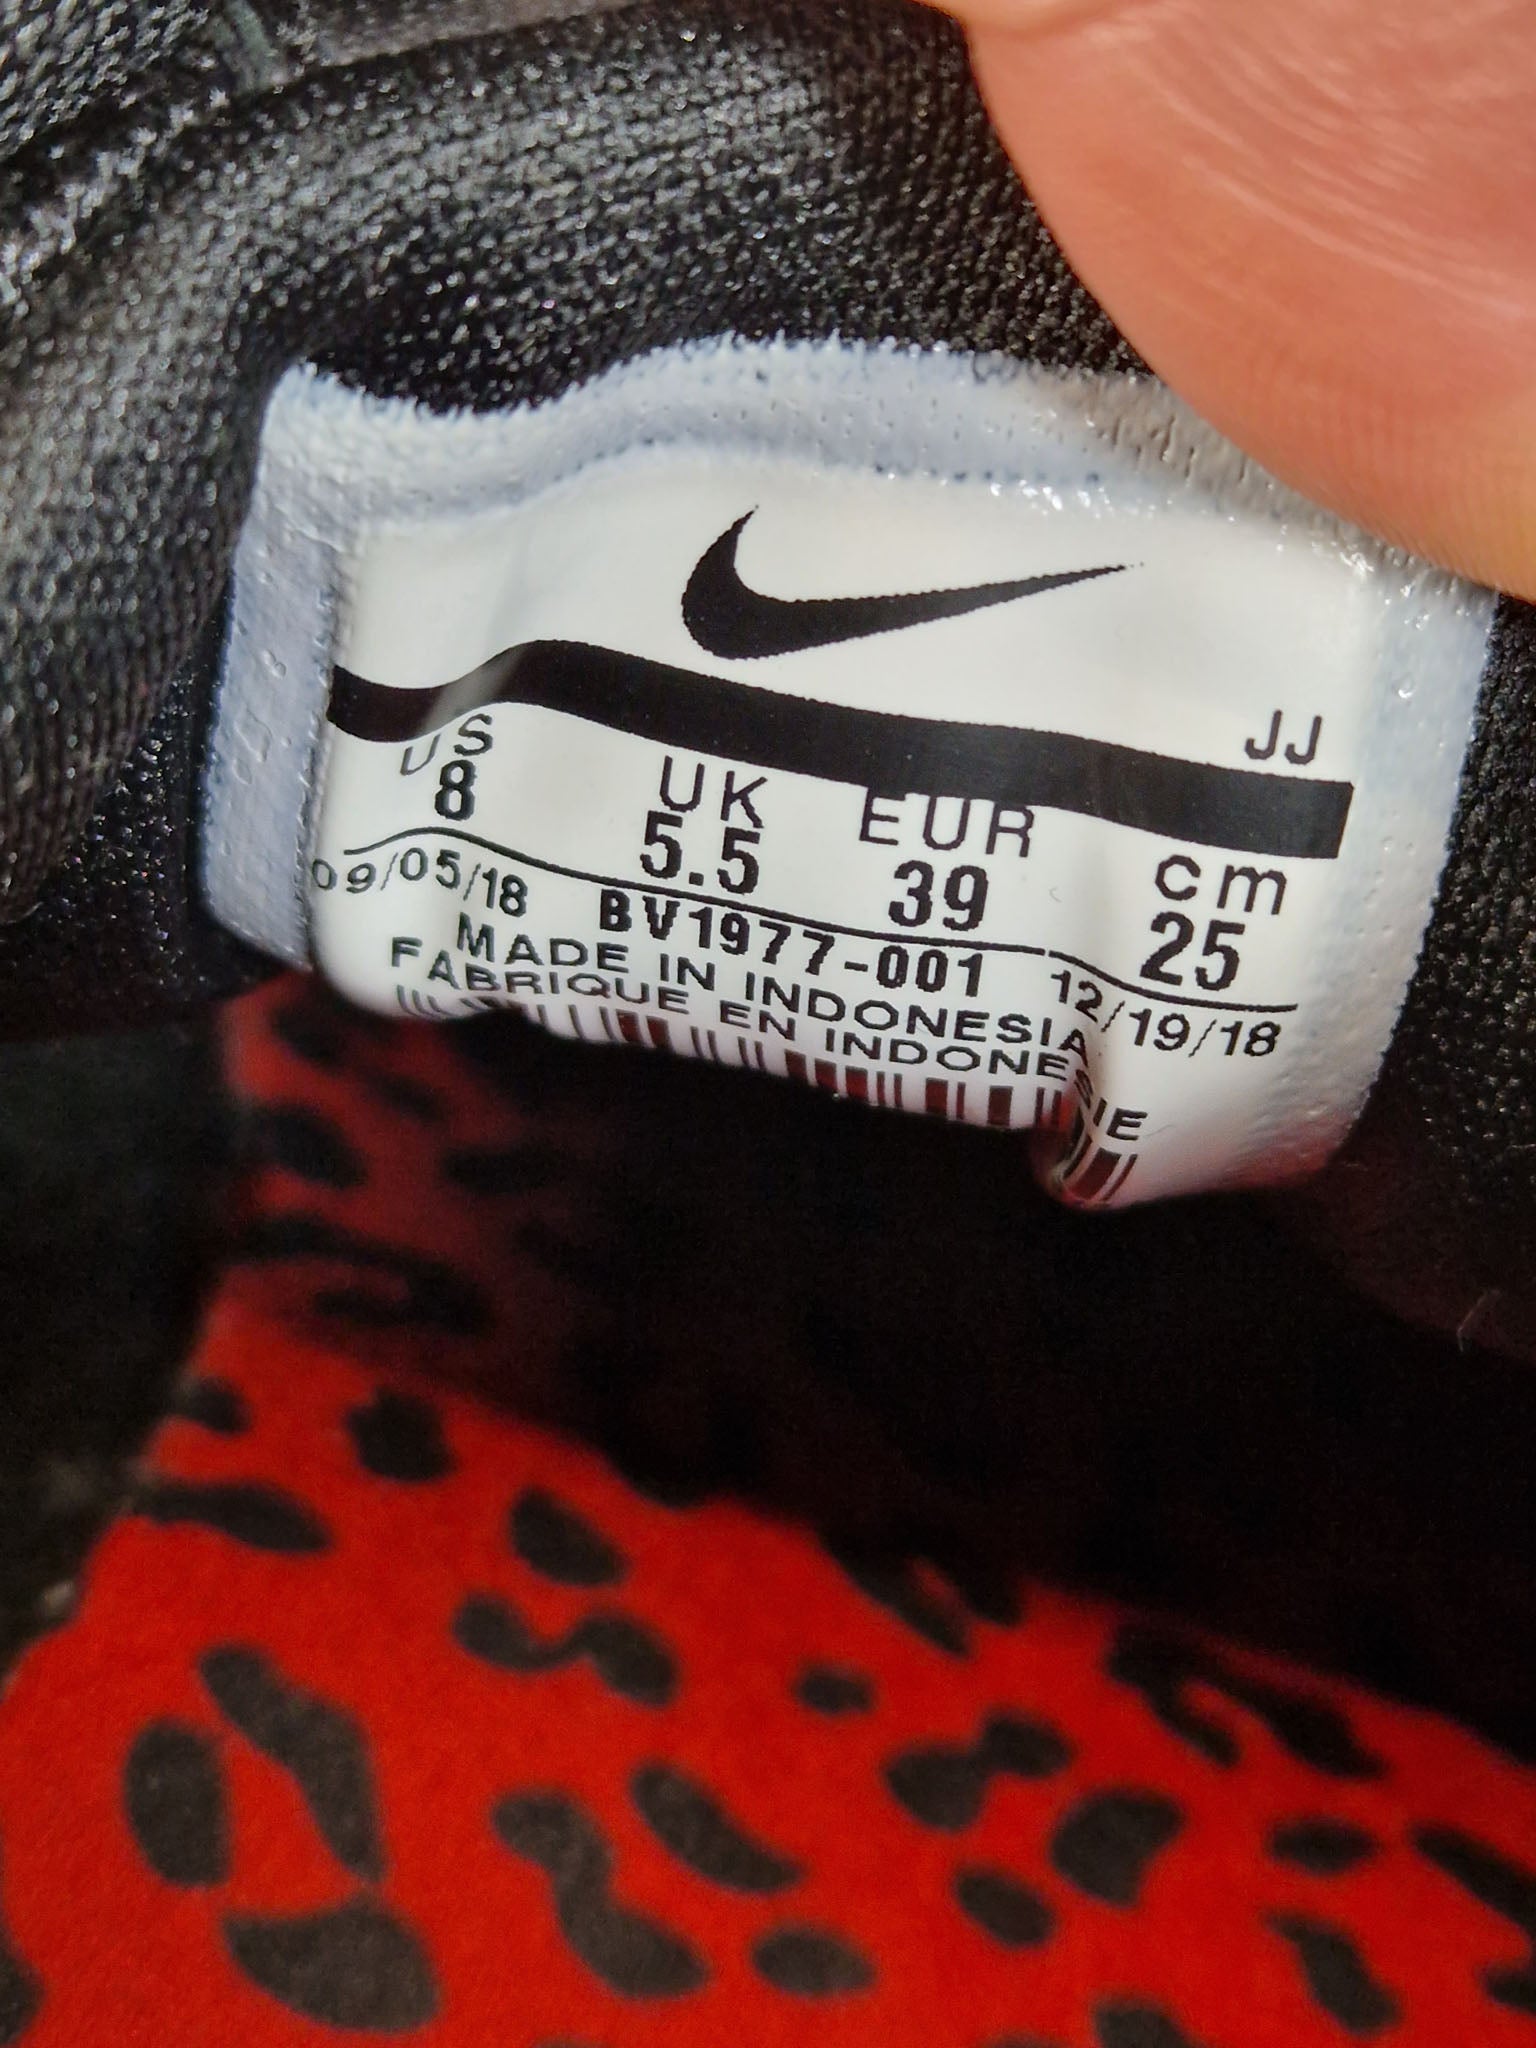 JJ
US UK EUR cm
8 5.5 39 25
09/05/18 BV1977-001 12/19/18
MADE IN INDONESIA
FABRIQUE EN INDONESIE